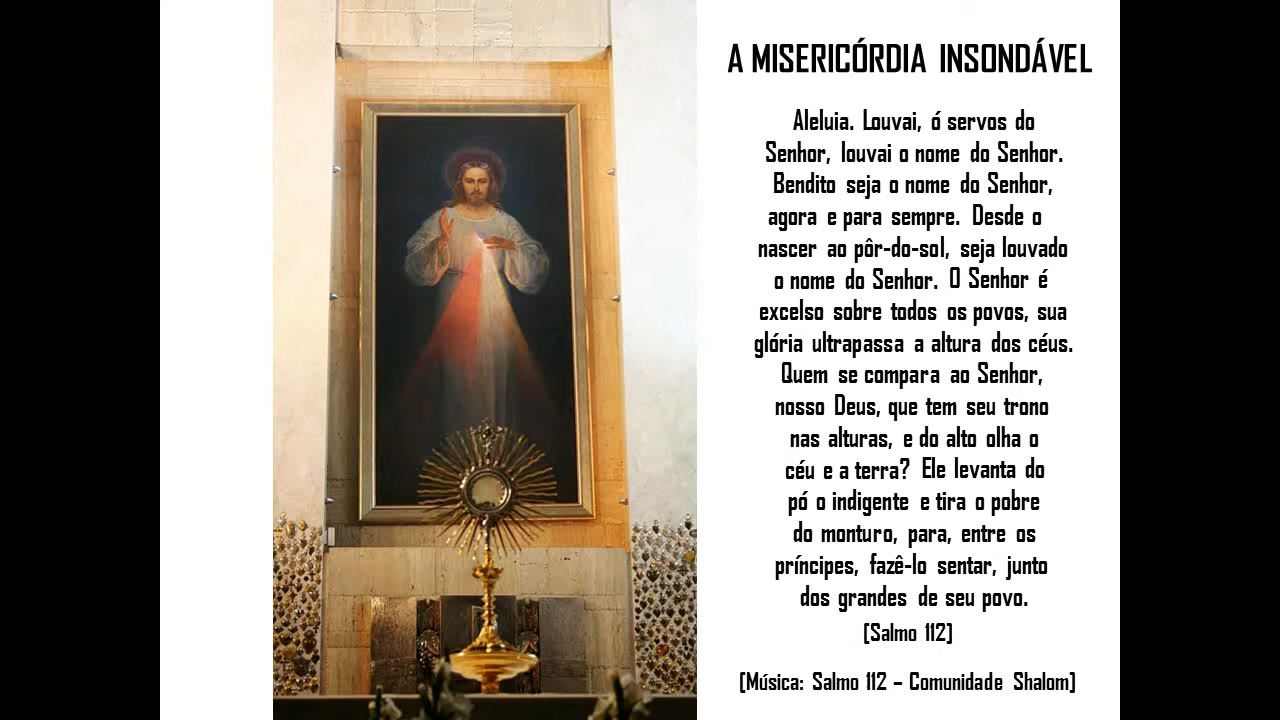 A MISERICÓRDIA INSONDÁVEL
Aleluia. Louvai, ó servos do
Senhor, louvai o nome do Senhor.
Bendito seja o nome do Senhor,
agora e para sempre. Desde o
nascer ao pôr-do-sol, seja louvado
o nome do Senhor. O Senhor é
excelso sobre todos os povos, sua
glória ultrapassa a altura dos céus.
Quem se compara ao Senhor,
nosso Deus, que tem seu trono
nas alturas, e do alto olha o
céu e a terra? Ele levanta do
pó o indigente e tira o pobre
do monturo, para, entre os
príncipes, fazê-lo sentar, junto
dos grandes de seu povo.
[Salmo 112]
[Música: Salmo 112 – Comunidade Shalom]